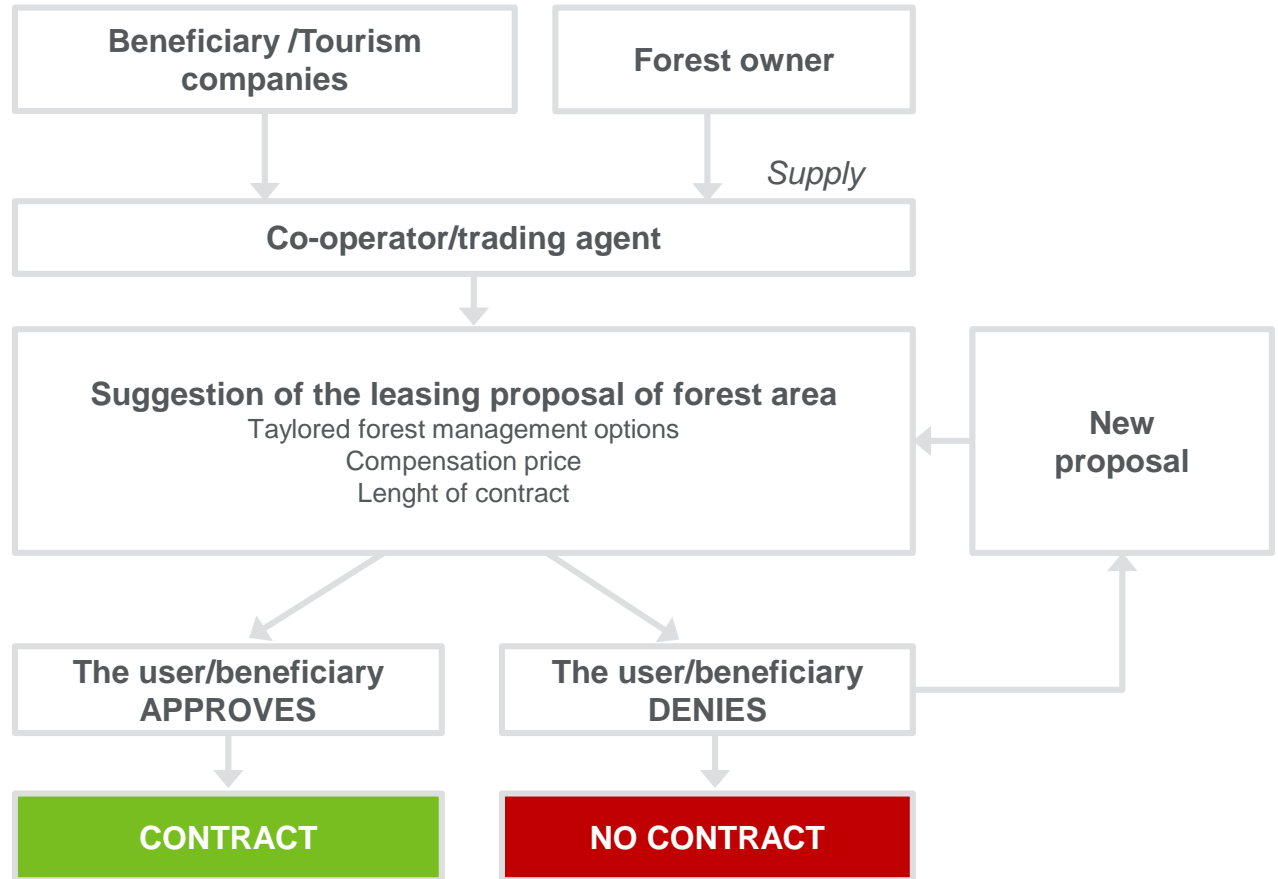 Beneficiary /Tourism
companies
Forest owner
Supply
Co-operator/trading agent
Suggestion of the leasing proposal of forest area
Taylored forest management options
Compensation price
Lenght of contract
New
proposal
The user/beneficiary
APPROVES
The user/beneficiary
DENIES
CONTRACT
NO CONTRACT